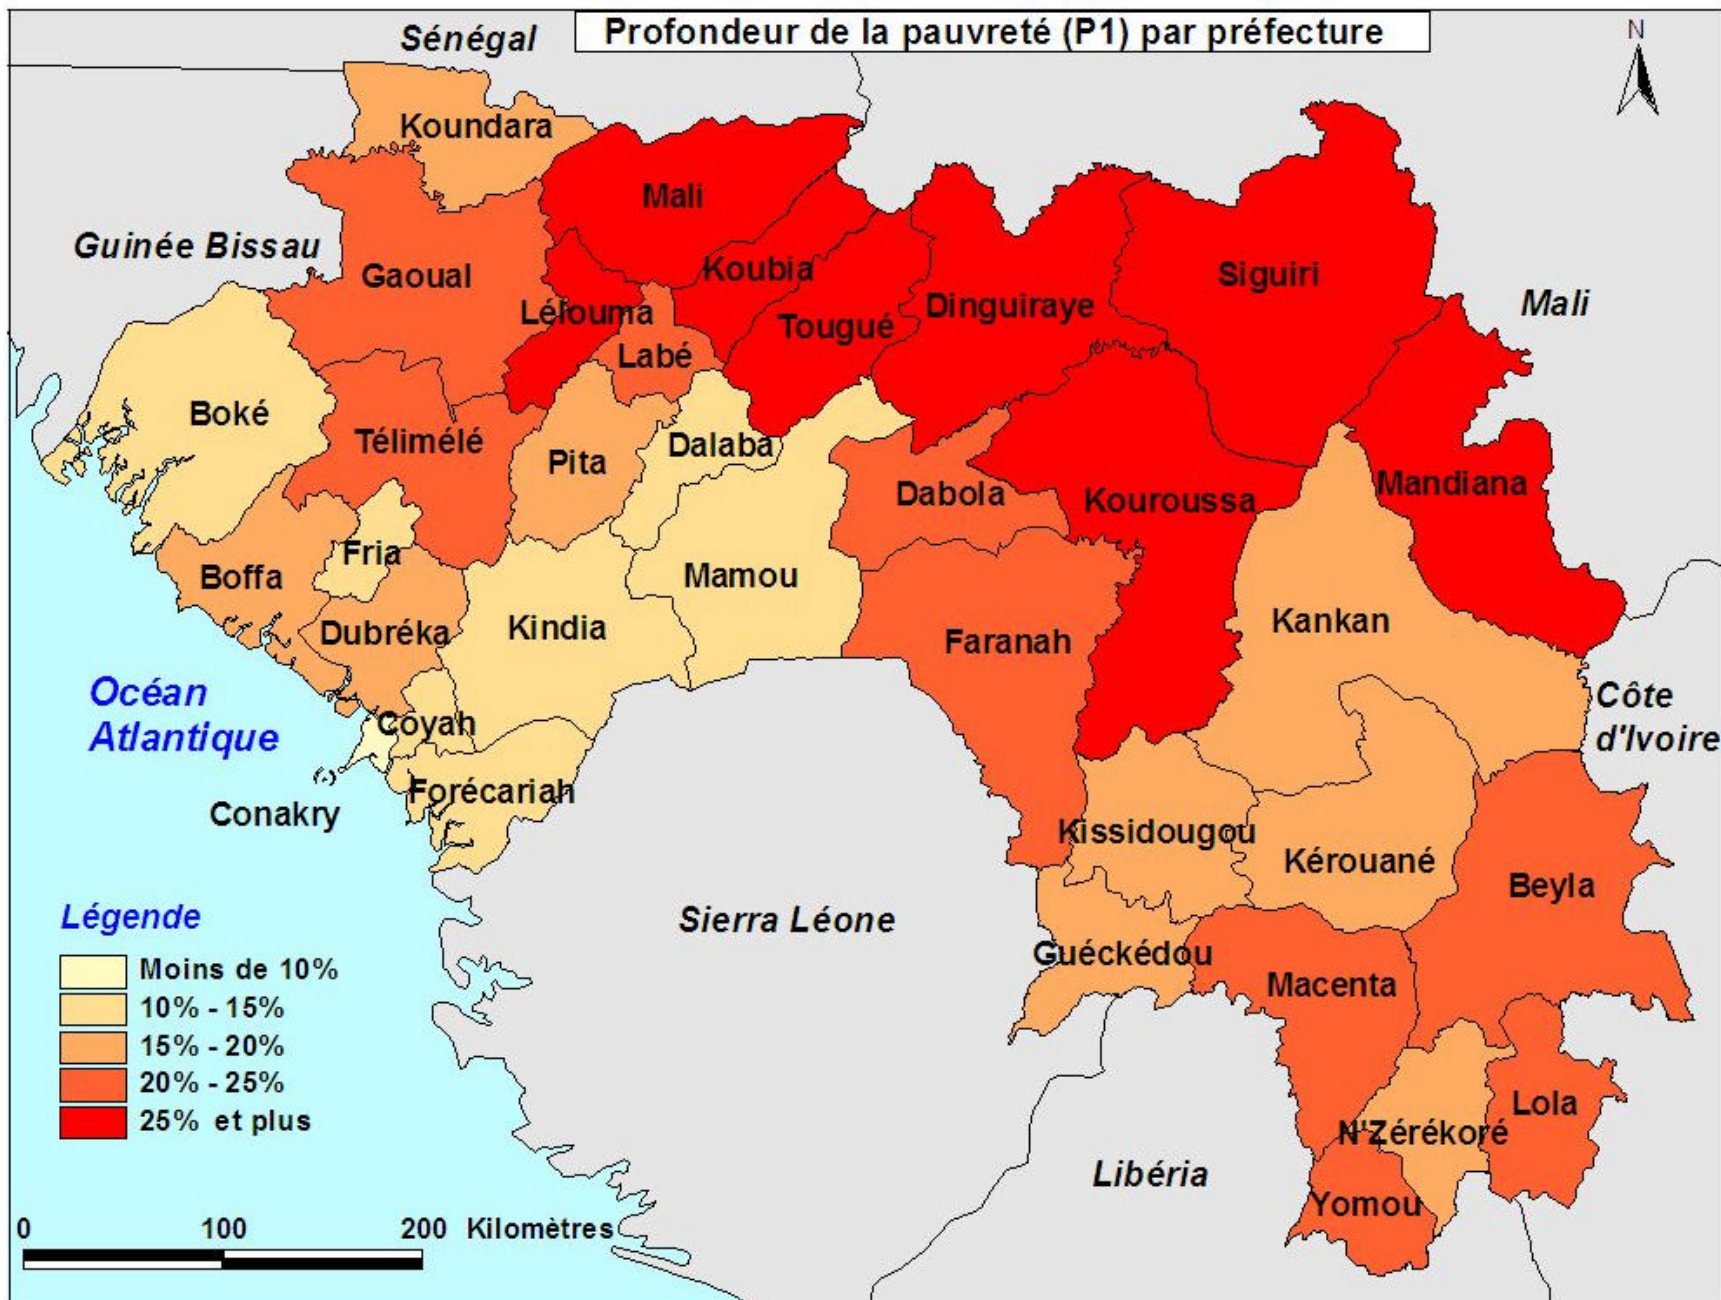 Profondeur de la pauvreté (P1) par préfecture
Sénégal
N
Koundara
Mali
Guinée Bissau
Gaoual
Koubia
Siguiri
Mali
Lélouma
Dinguiraye
Tougué
Labé
Boké
Télimélé
Pita
Dalaba
Dabola
Kouroussa
Mandiana
Fria
Boffa
Mamou
Dubréka
Kindia
Faranah
Kankan
Océan
Atlantique
Côte
d'Ivoire
Coyah
Forécariah
Conakry
Kissidougou
Kérouané
Beyla
Sierra Léone
Guéckédou
Macenta
Lola
N'Zérékoré
Libéria
Yomou
Légende
Moins de 10%
10% - 15%
15% - 20%
20% - 25%
25% et plus
0 100 200 Kilomètres